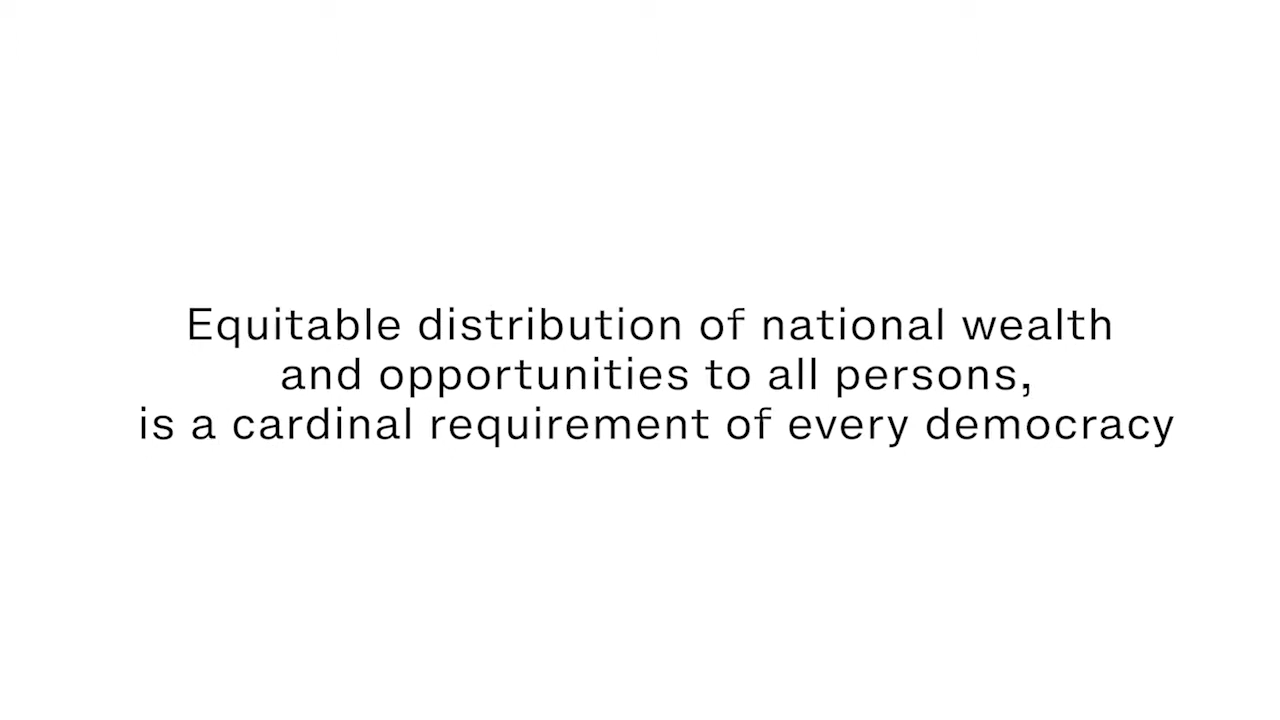 Equitable distribution of national wealth
and opportunities to all persons,
is a cardinal requirement of every democracy